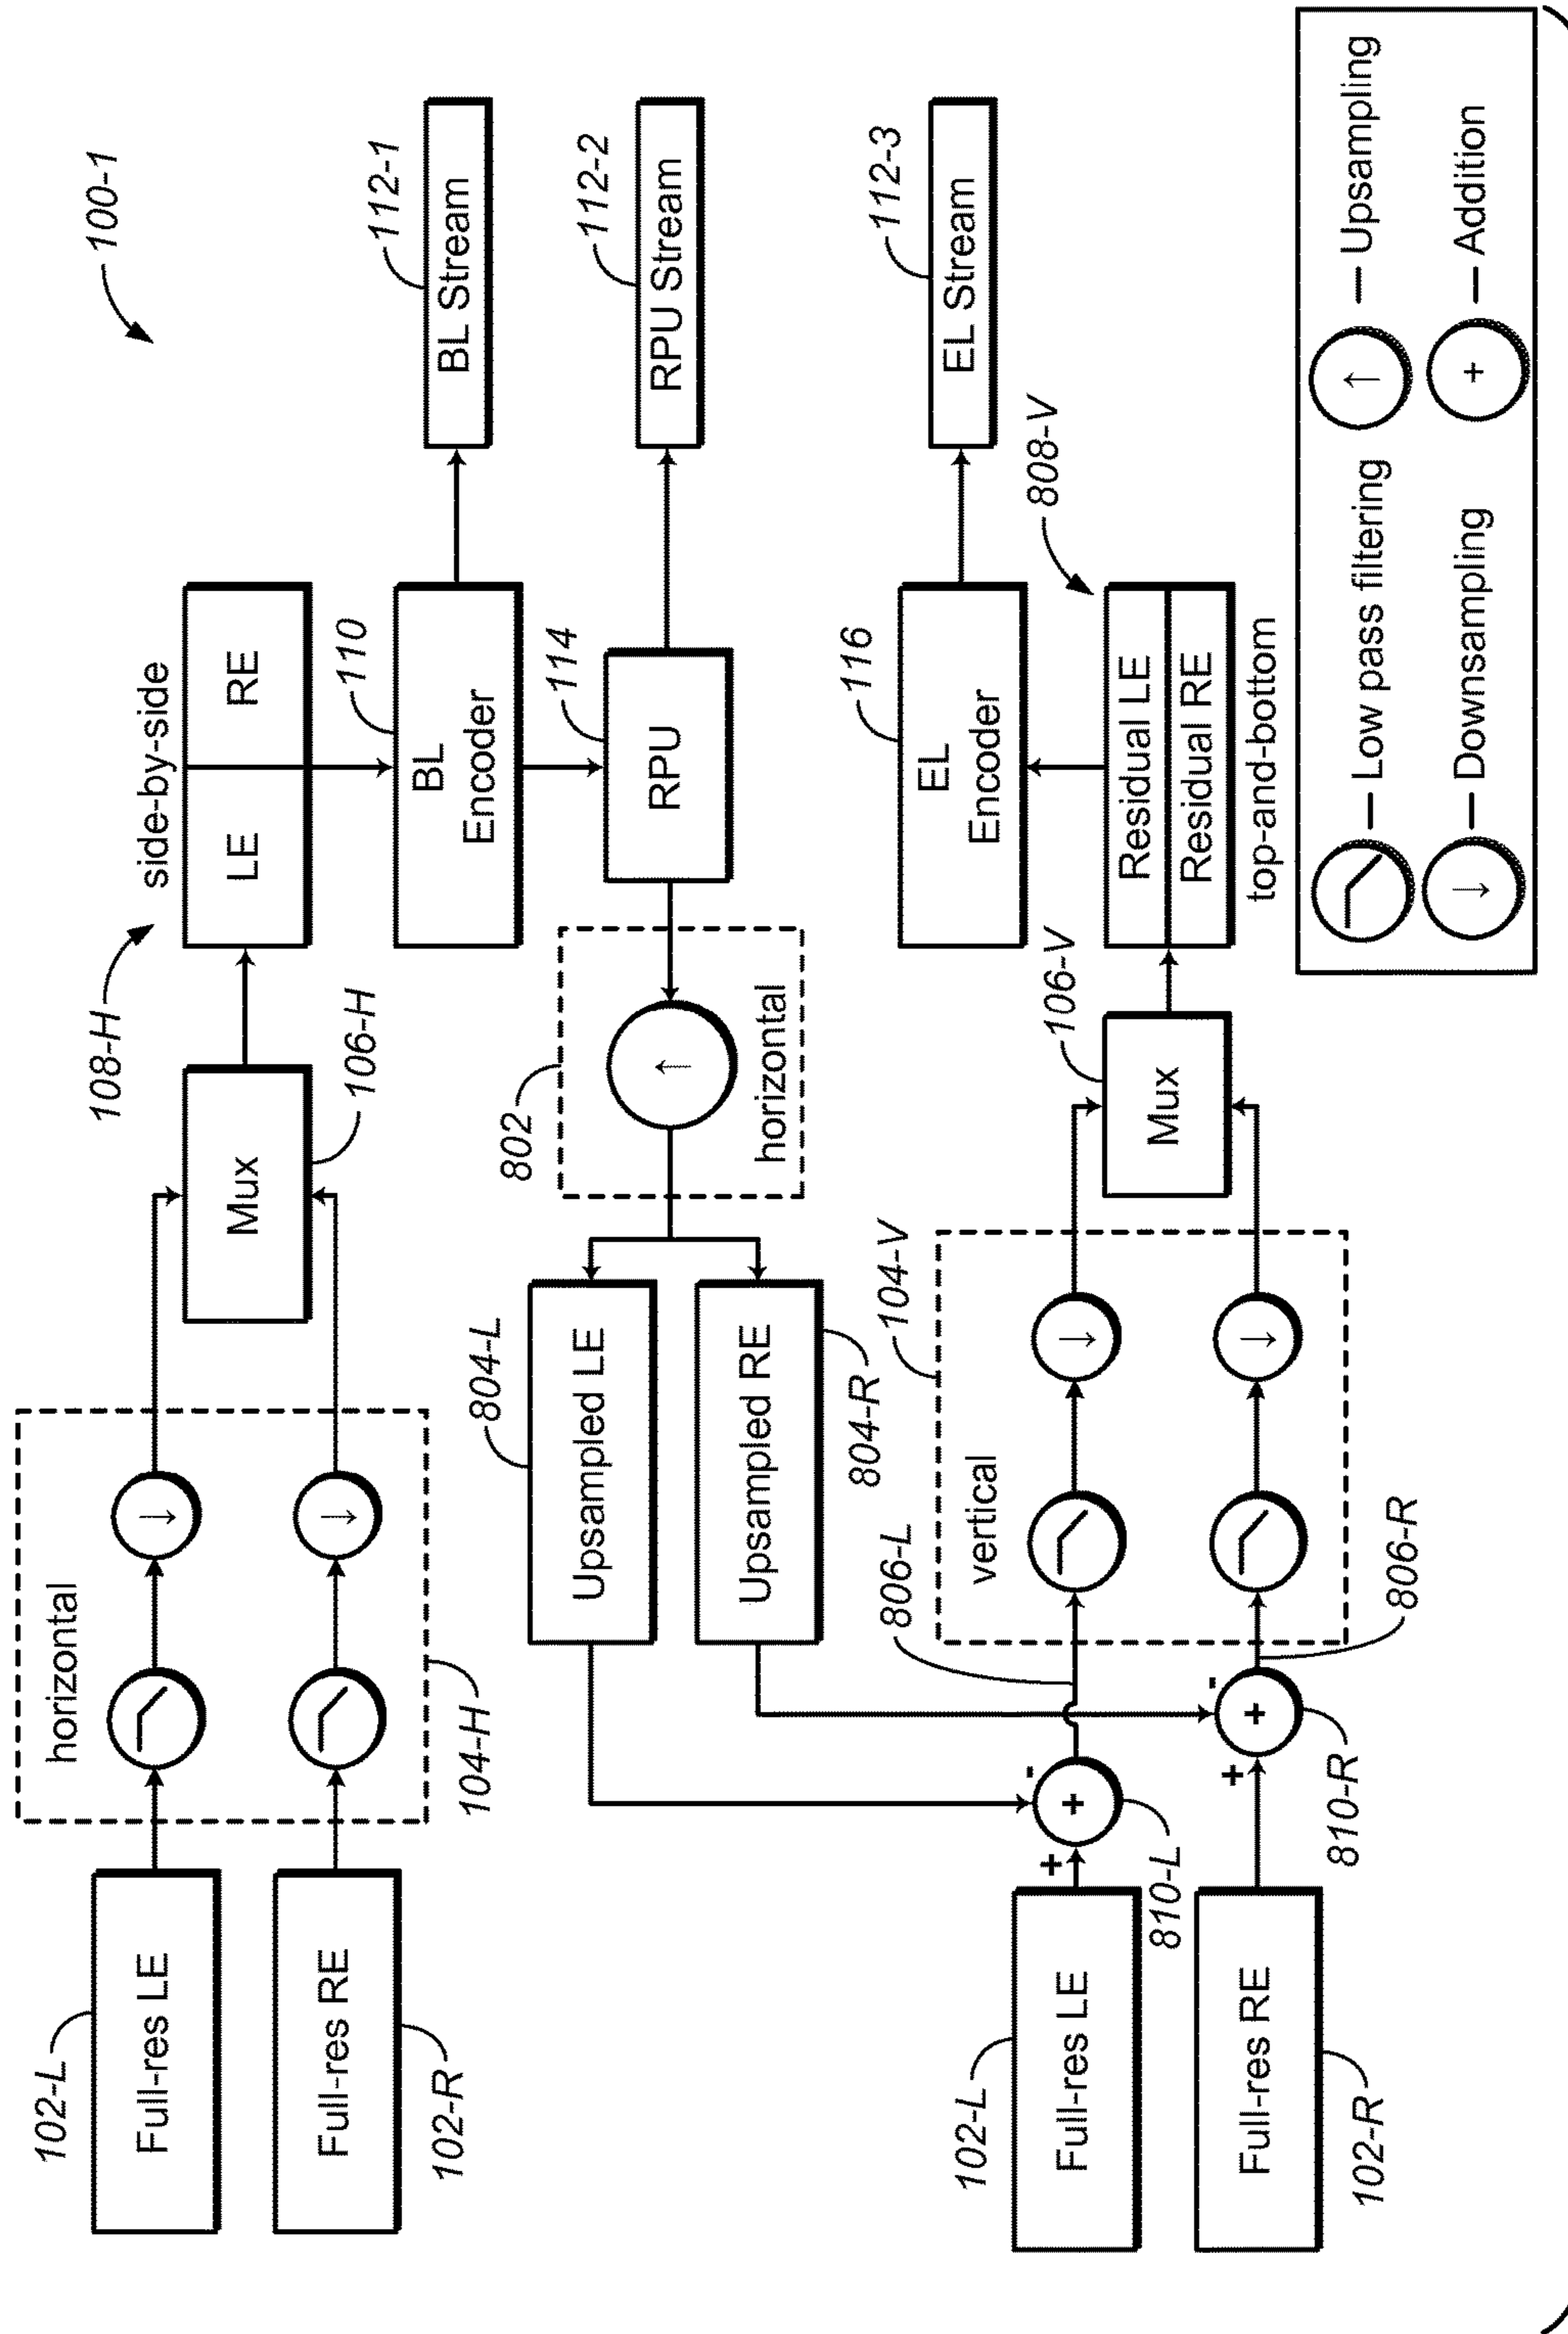 100-1
108-H
side-by-side
102-L
Full-res LE
horizontal
Mux
LE
RE
Full-res RE
102-R
104-H
106-H
110
BL
Encoder
112-1
BL Stream
804-L
Upsampled LE
802
↑
horizontal
114
RPU
112-2
RPU Stream
Upsampled RE
804-R
104-V
102-L
Full-res LE
+
-
+
810-L
806-L
vertical
↓
↓
↓
↓
106-V
Mux
116
EL
Encoder
112-3
EL Stream
808-V
Residual LE
Residual RE
top-and-bottom
Full-res RE
102-R
+
-
+
810-R
806-R
— Low pass filtering
↑ — Upsampling
↓ — Downsampling
+ — Addition